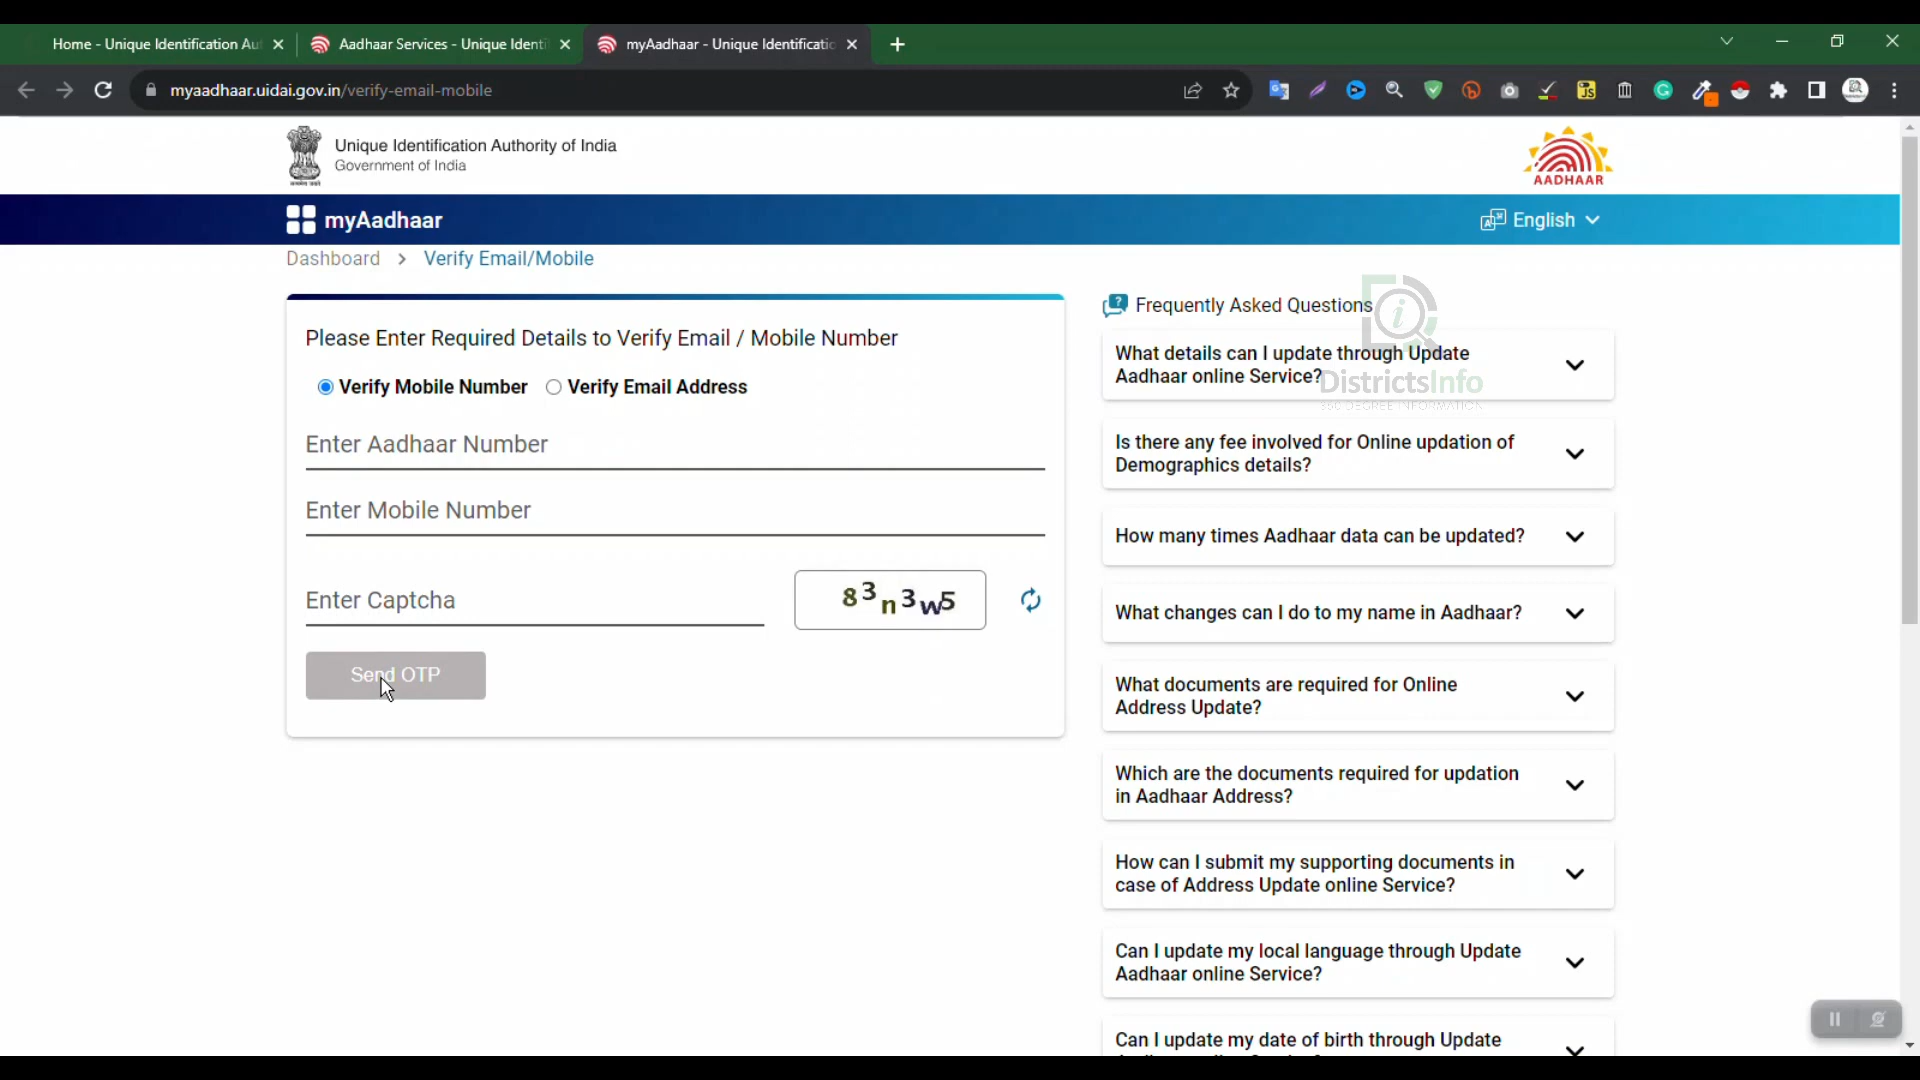 Home - Unique Identification Au
Aadhaar Services - Unique Identi
myAadhaar - Unique Identificatic
myaadhaar.uidai.gov.in/verify-email-mobile
Unique Identification Authority of India
Government of India
AADHAAR
myAadhaar
English
Dashboard > Verify Email/Mobile
Please Enter Required Details to Verify Email / Mobile Number
Verify Mobile Number
Verify Email Address
Enter Aadhaar Number
Enter Mobile Number
Enter Captcha
83n3w5
Send OTP
Frequently Asked Questions
What details can I update through Update
Aadhaar online Service?
DistrictsInfo
360 DEGREE INFORMATION
Is there any fee involved for Online updation of
Demographics details?
How many times Aadhaar data can be updated?
What changes can I do to my name in Aadhaar?
What documents are required for Online
Address Update?
Which are the documents required for updation
in Aadhaar Address?
How can I submit my supporting documents in
case of Address Update online Service?
Can I update my local language through Update
Aadhaar online Service?
Can I update my date of birth through Update